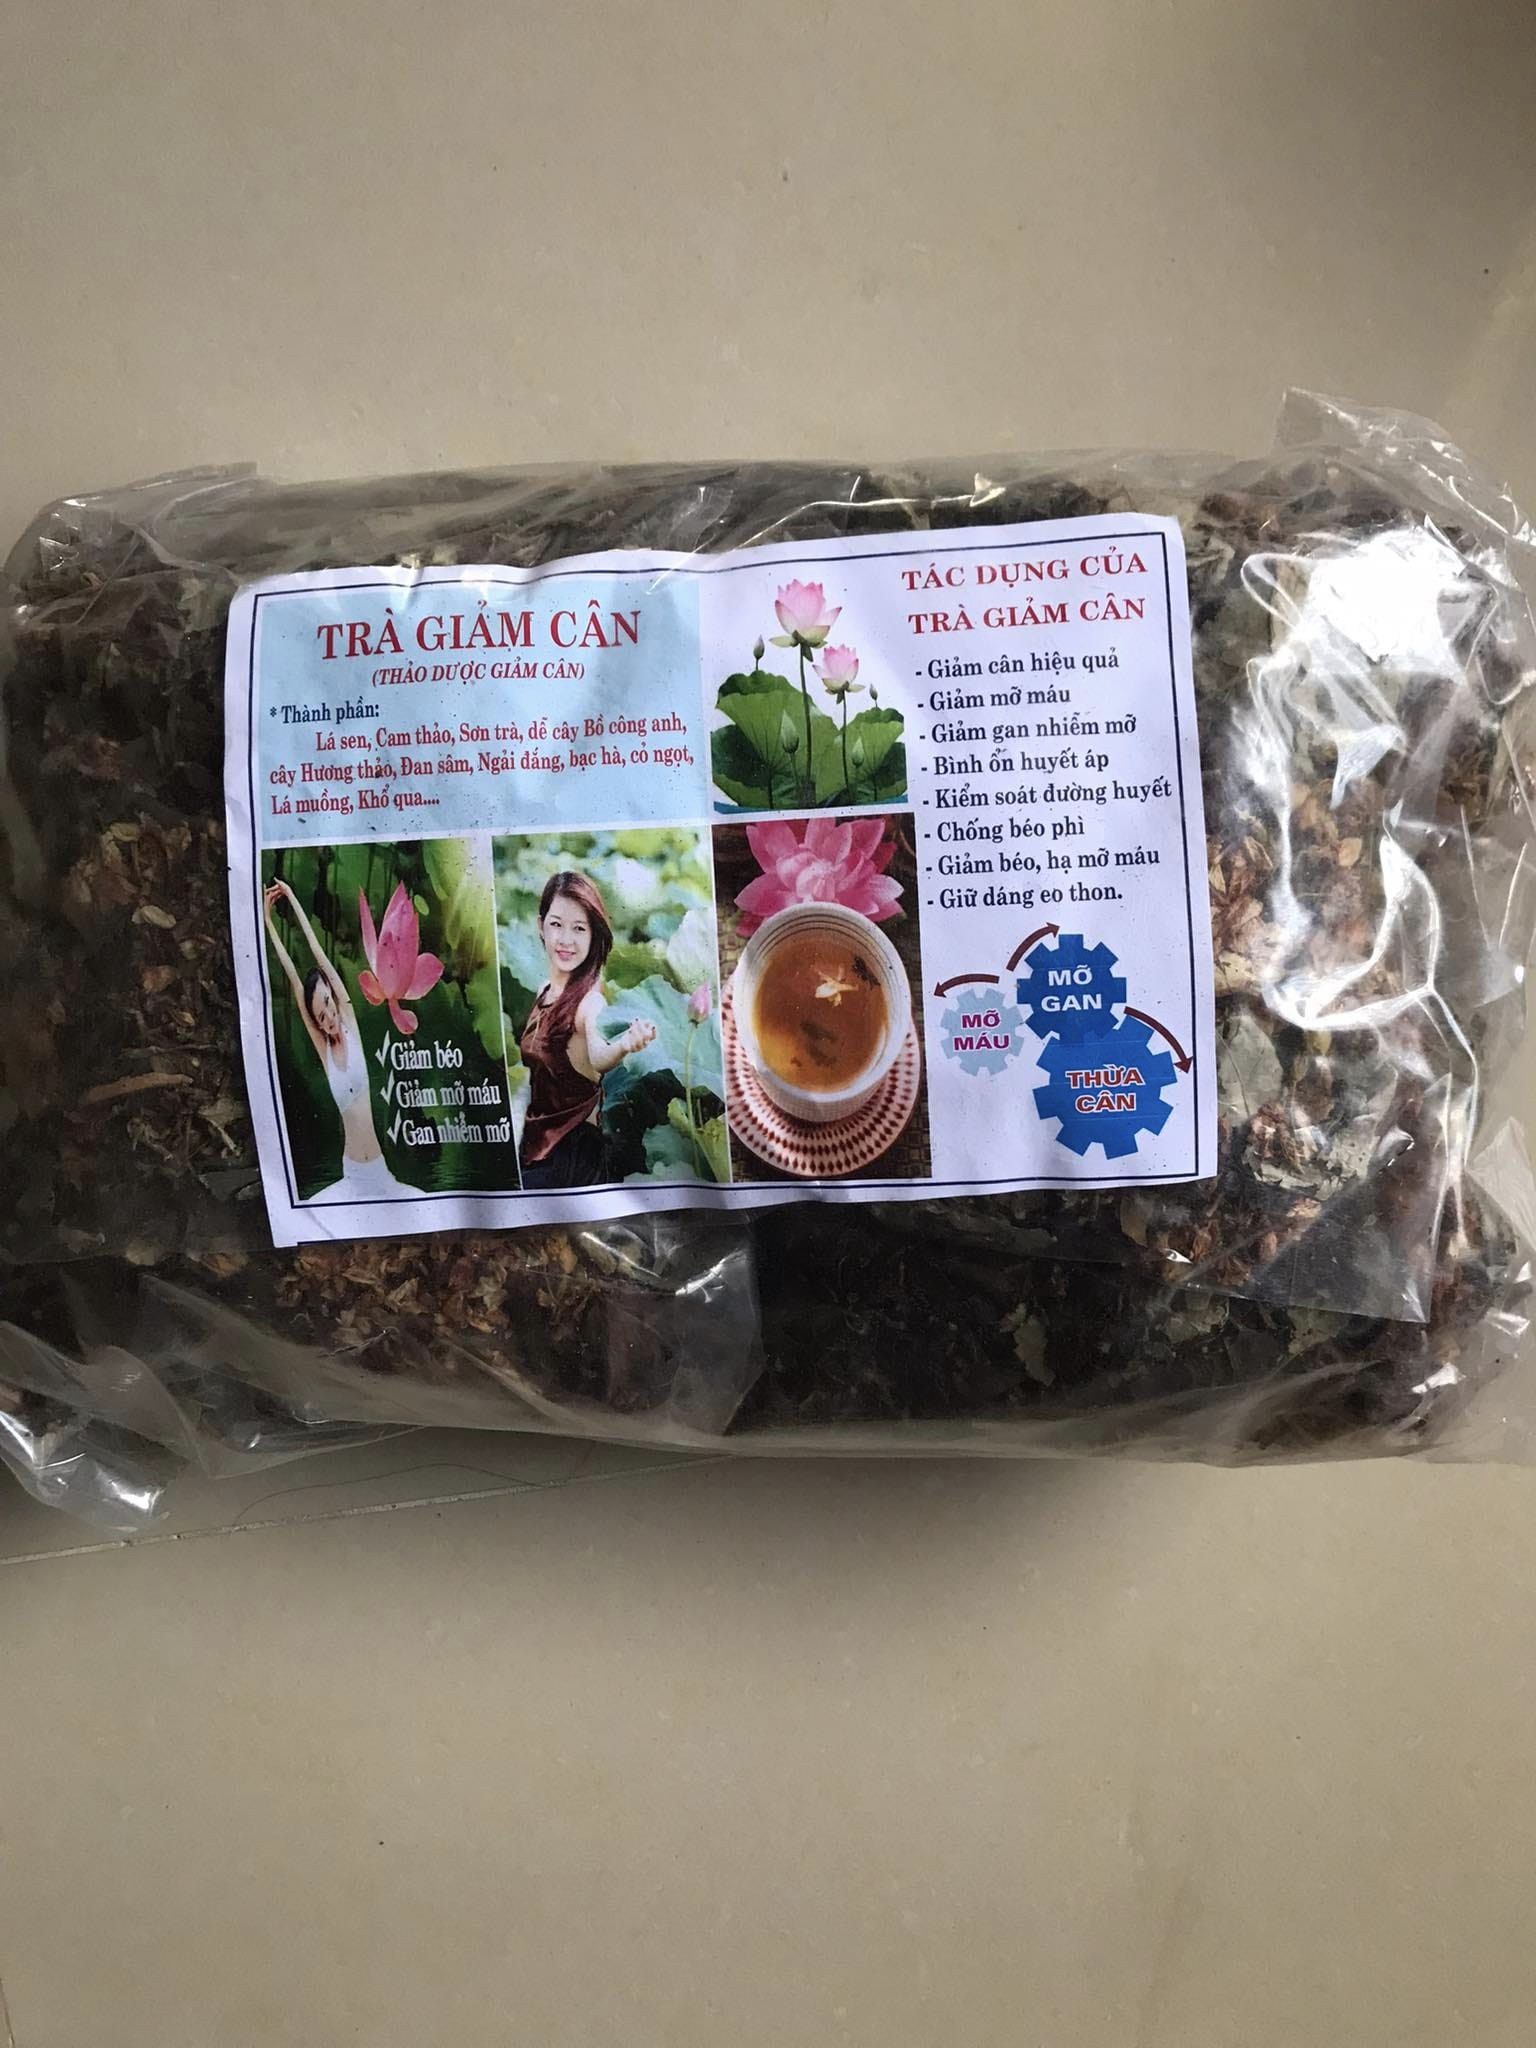 TRÀ GIẢM CÂN
(THẢO DƯỢC GIẢM CÂN)
* Thành phần:
Lá sen, Cam thảo, Sơn trà, dễ cây Bồ công anh,
cây Hương thảo, Đan sâm, Ngải đắng, bạc hà, cỏ ngọt,
Lá muồng, Khổ qua....
√Giảm béo
√Giảm mỡ máu
√Gan nhiễm mỡ
TÁC DỤNG CỦA
TRÀ GIẢM CÂN
- Giảm cân hiệu quả
- Giảm mỡ máu
- Giảm gan nhiễm mỡ
- Bình ổn huyết áp
- Kiểm soát đường huyết
- Chống béo phì
- Giảm béo, hạ mỡ máu
- Giữ dáng eo thon.
MỠ
GAN
MỠ
MÁU
THỪA
CÂN